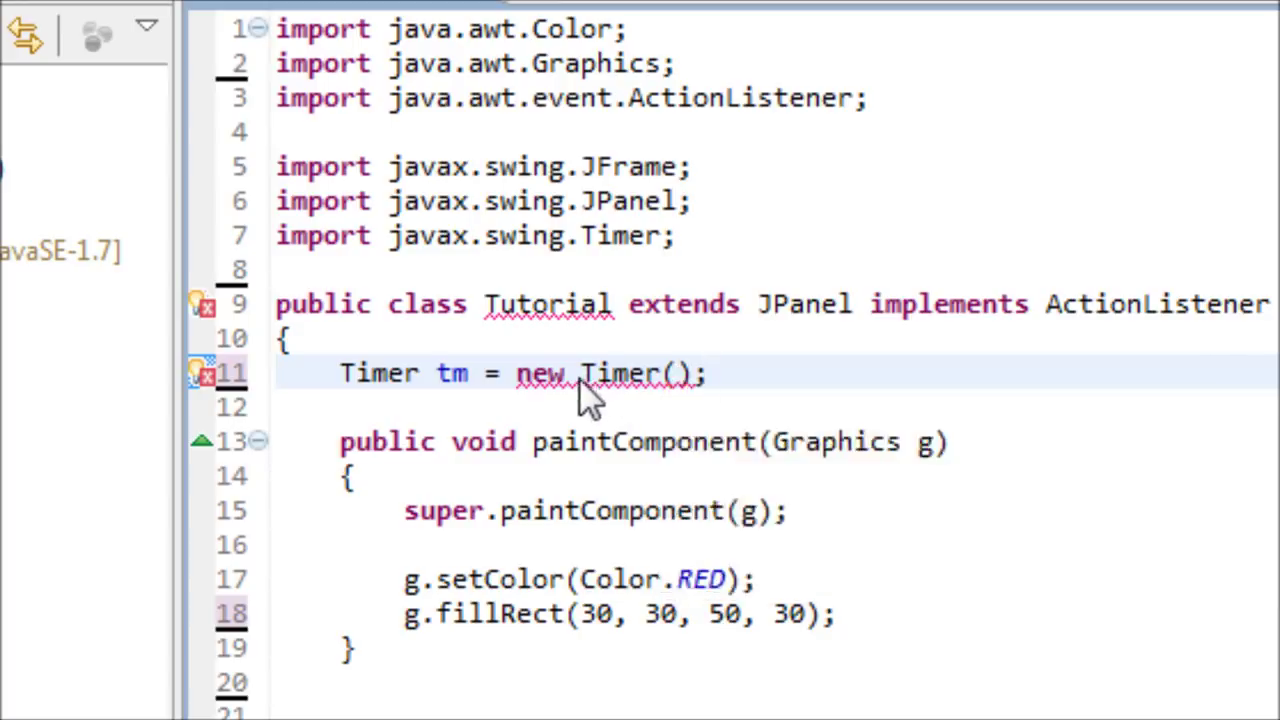 1 import java.awt.Color;
2 import java.awt.Graphics;
3 import java.awt.event.ActionListener;
4
5 import javax.swing.JFrame;
6 import javax.swing.JPanel;
7 import javax.swing.Timer;
avaSE-1.7]
8
9 public class Tutorial extends JPanel implements ActionListener
10 {
11 Timer tm = new Timer();
12
13 public void paintComponent(Graphics g)
14 {
15 super.paintComponent(g);
16
17 g.setColor(Color.RED);
18 g.fillRect(30, 30, 50, 30);
19 }
20
21